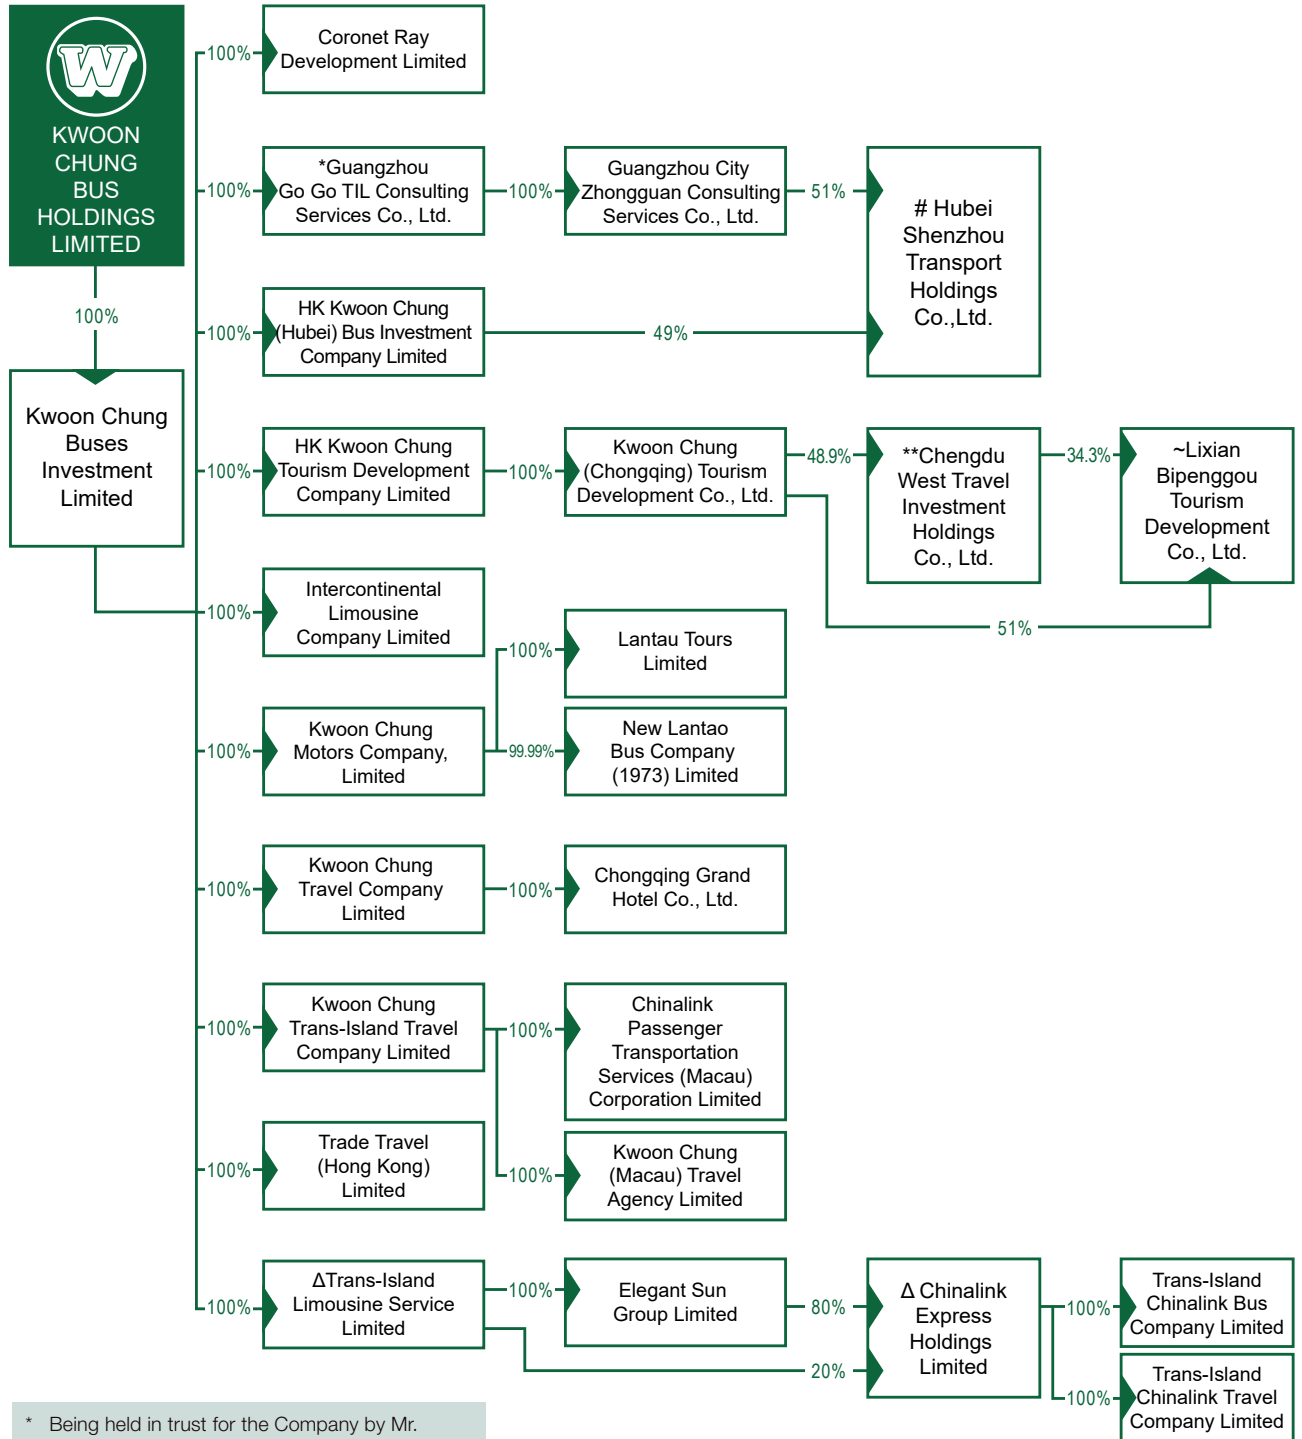 W
KWOON
CHUNG
BUS
HOLDINGS
LIMITED
100%
Kwoon Chung
Buses
Investment
Limited
100%
Coronet Ray
Development Limited
100%
*Guangzhou
Go Go TIL Consulting
Services Co., Ltd.
100%
Guangzhou City
Zhongguan Consulting
Services Co., Ltd.
51%
# Hubei
Shenzhou
Transport
Holdings
Co.,Ltd.
100%
HK Kwoon Chung
(Hubei) Bus Investment
Company Limited
49%
100%
HK Kwoon Chung
Tourism Development
Company Limited
100%
Kwoon Chung
(Chongqing) Tourism
Development Co., Ltd.
48.9%
**Chengdu
West Travel
Investment
Holdings
Co., Ltd.
34.3%
~Lixian
Bipenggou
Tourism
Development
Co., Ltd.
51%
100%
Intercontinental
Limousine
Company Limited
100%
Kwoon Chung
Motors Company,
Limited
100%
Lantau Tours
Limited
99.99%
New Lantao
Bus Company
(1973) Limited
100%
Kwoon Chung
Travel Company
Limited
100%
Chongqing Grand
Hotel Co., Ltd.
100%
Kwoon Chung
Trans-Island Travel
Company Limited
100%
Chinalink
Passenger
Transportation
Services (Macau)
Corporation Limited
100%
Kwoon Chung
(Macau) Travel
Agency Limited
100%
Trade Travel
(Hong Kong)
Limited
100%
ΔTrans-Island
Limousine Service
Limited
100%
Elegant Sun
Group Limited
80%
20%
Δ Chinalink
Express
Holdings
Limited
100%
Trans-Island
Chinalink Bus
Company Limited
100%
Trans-Island
Chinalink Travel
Company Limited
* Being held in trust for the Company by Mr.